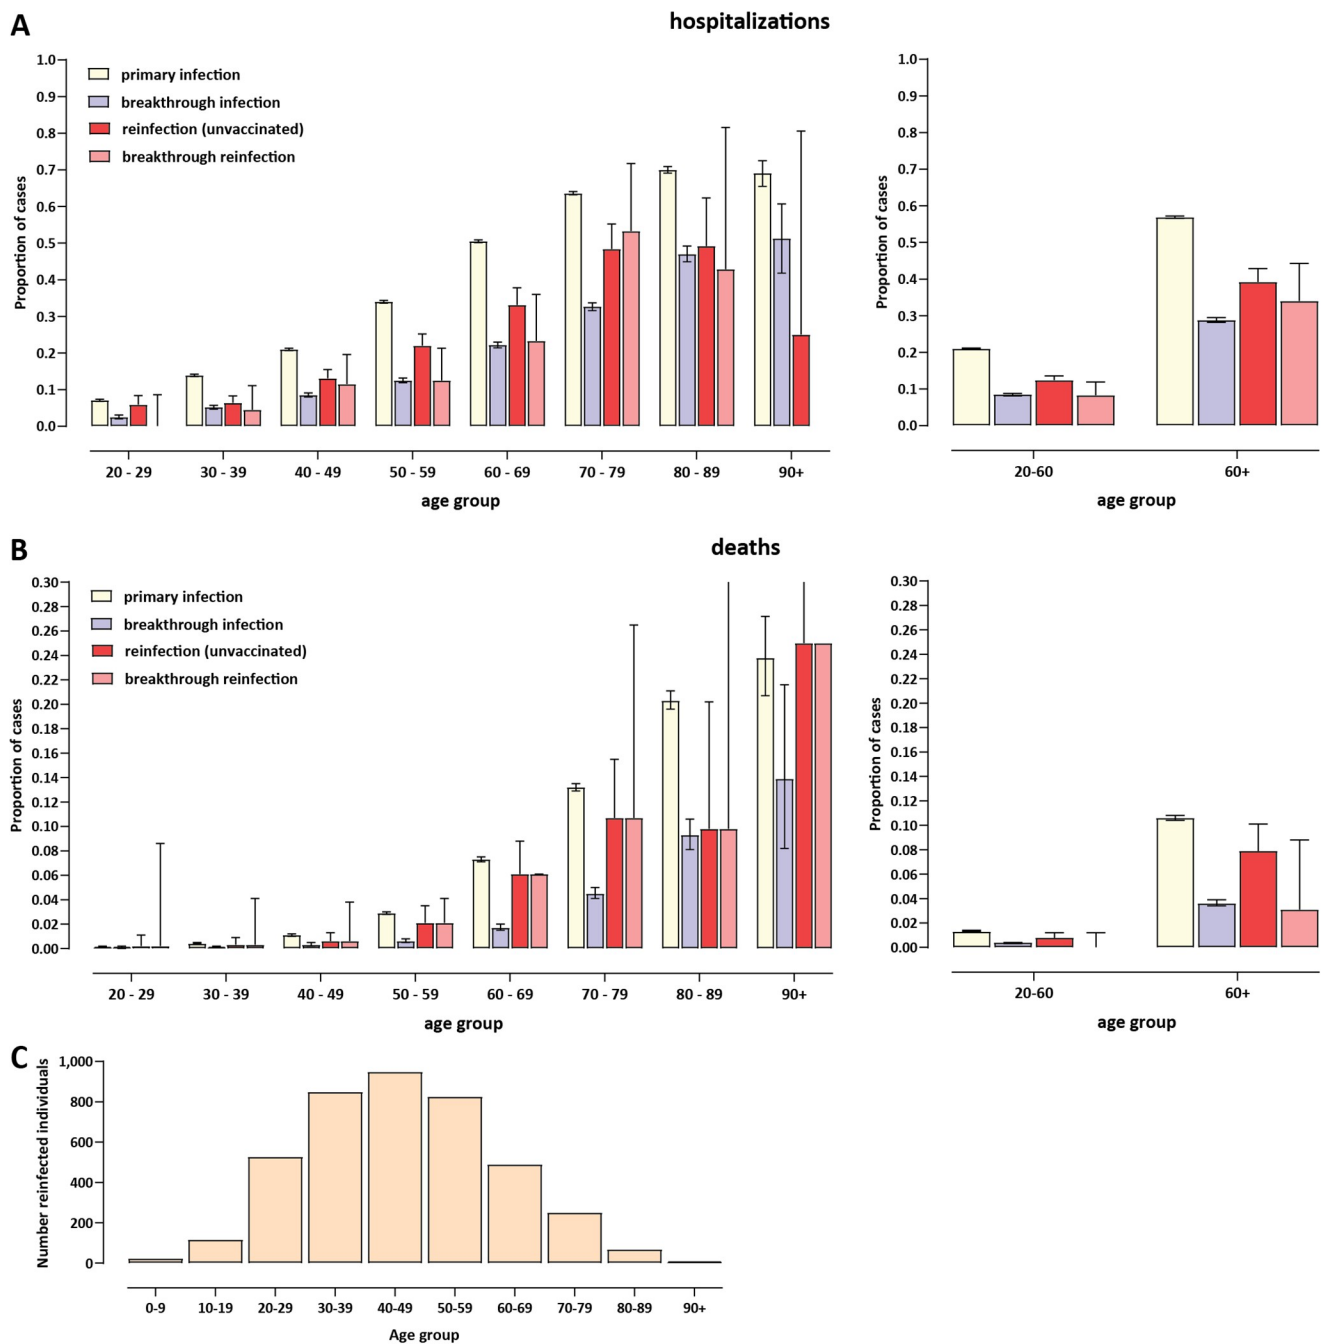 A
hospitalizations
Proportion of cases
1.0
0.9
0.8
0.7
0.6
0.5
0.4
0.3
0.2
0.1
0.0
primary infection
breakthrough infection
reinfection (unvaccinated)
breakthrough reinfection
20 - 29
30 - 39
40 - 49
50 - 59
60 - 69
70 - 79
80 - 89
90+
age group
Proportion of cases
1.0
0.9
0.8
0.7
0.6
0.5
0.4
0.3
0.2
0.1
0.0
20-60
60+
age group
B
deaths
Proportion of cases
0.30
0.28
0.26
0.24
0.22
0.20
0.18
0.16
0.14
0.12
0.10
0.08
0.06
0.04
0.02
0.00
primary infection
breakthrough infection
reinfection (unvaccinated)
breakthrough reinfection
20 - 29
30 - 39
40 - 49
50 - 59
60 - 69
70 - 79
80 - 89
90+
age group
Proportion of cases
0.30
0.28
0.26
0.24
0.22
0.20
0.18
0.16
0.14
0.12
0.10
0.08
0.06
0.04
0.02
0.00
20-60
60+
age group
C
Number reinfected individuals
1,000
800
600
400
200
0
0-9
10-19
20-29
30-39
40-49
50-59
60-69
70-79
80-89
90+
Age group